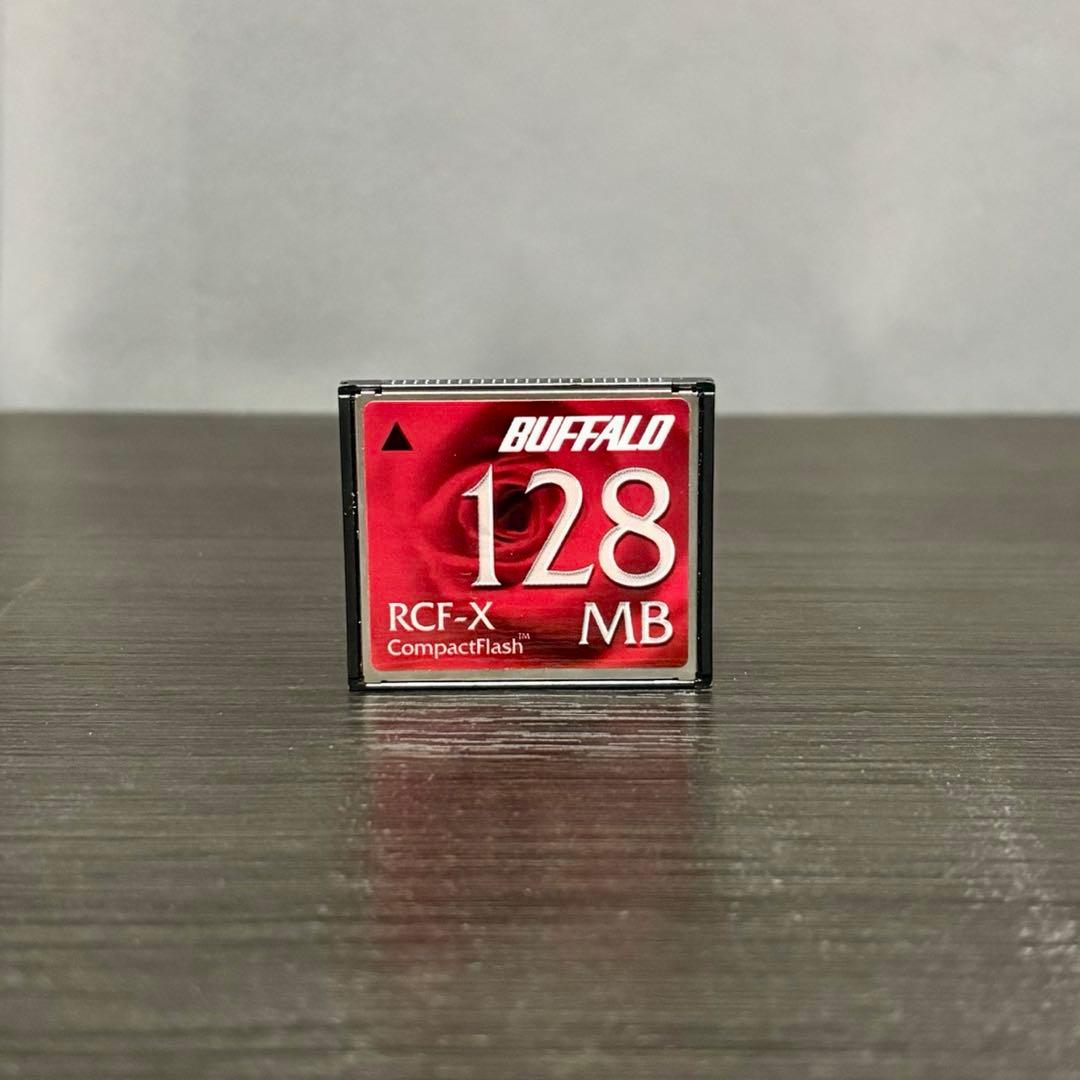 BUFFALO
128
MB
RCF-X
CompactFlash™